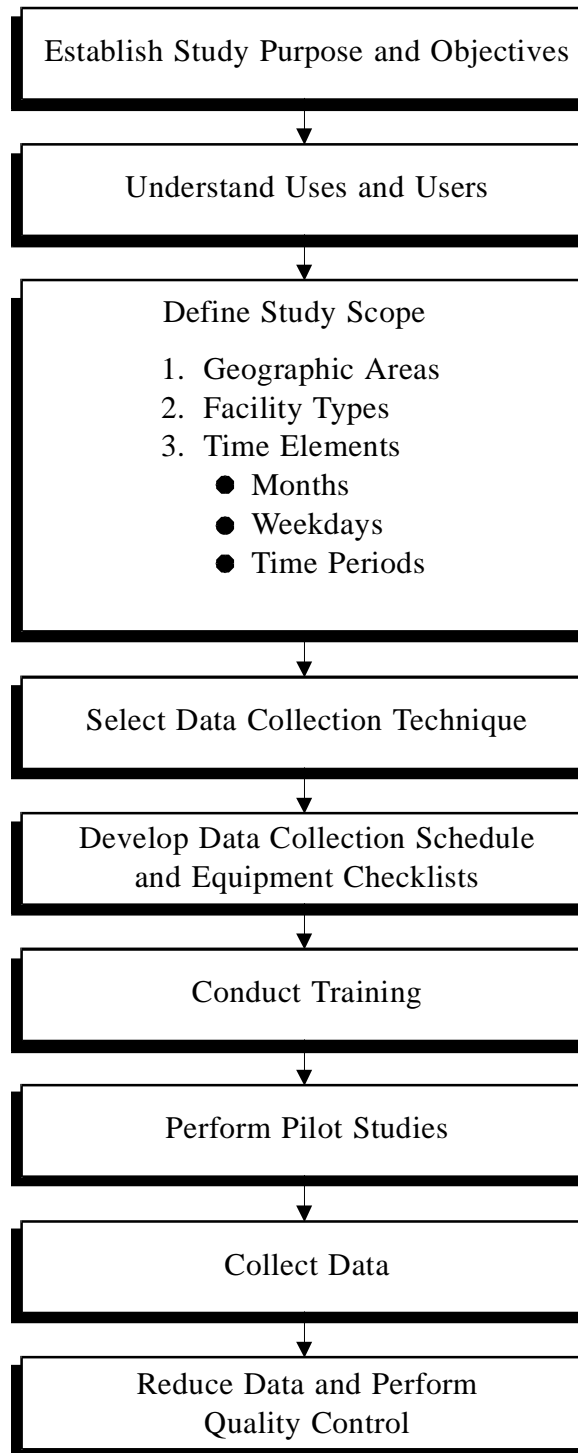 Establish Study Purpose and Objectives
Understand Uses and Users
Define Study Scope
1. Geographic Areas
2. Facility Types
3. Time Elements
● Months
● Weekdays
● Time Periods
Select Data Collection Technique
Develop Data Collection Schedule
and Equipment Checklists
Conduct Training
Perform Pilot Studies
Collect Data
Reduce Data and Perform
Quality Control